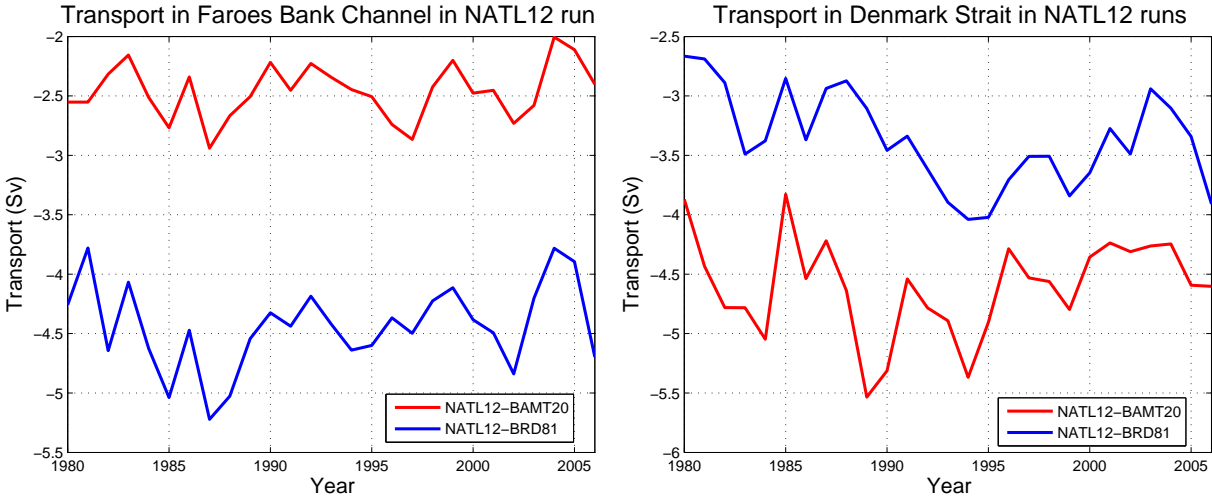 Transport in Faroes Bank Channel in NATL12 run
−2
−2.5
−3
−3.5
−4
−4.5
−5
−5.5
Transport (Sv)
1980
1985
1990
1995
2000
2005
Year
NATL12−BAMT20
NATL12−BRD81
Transport in Denmark Strait in NATL12 runs
−2.5
−3
−3.5
−4
−4.5
−5
−5.5
−6
Transport (Sv)
1980
1985
1990
1995
2000
2005
Year
NATL12−BAMT20
NATL12−BRD81